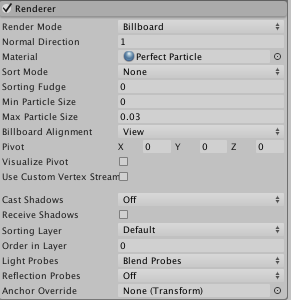 Renderer
Render Mode Billboard
Normal Direction 1
Material Perfect Particle
Sort Mode None
Sorting Fudge 0
Min Particle Size 0
Max Particle Size 0.03
Billboard Alignment View
Pivot X 0 Y 0 Z 0
Visualize Pivot
Use Custom Vertex Stream
Cast Shadows Off
Receive Shadows
Sorting Layer Default
Order in Layer 0
Light Probes Blend Probes
Reflection Probes Off
Anchor Override None (Transform)